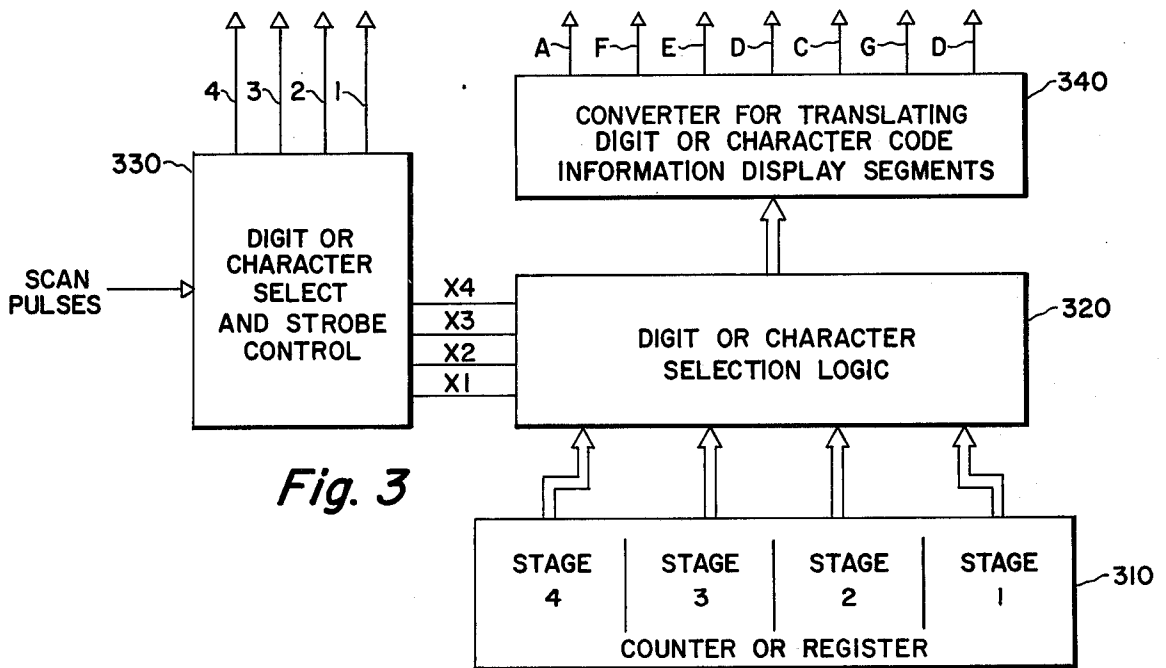 4 3 2 1
A F E D C G D
330
340
CONVERTER FOR TRANSLATING
DIGIT OR CHARACTER CODE
INFORMATION DISPLAY SEGMENTS
SCAN
PULSES
DIGIT OR
CHARACTER
SELECT
AND STROBE
CONTROL
X4
X3
X2
X1
320
DIGIT OR CHARACTER
SELECTION LOGIC
Fig. 3
310
STAGE
4
STAGE
3
STAGE
2
STAGE
1
COUNTER OR REGISTER